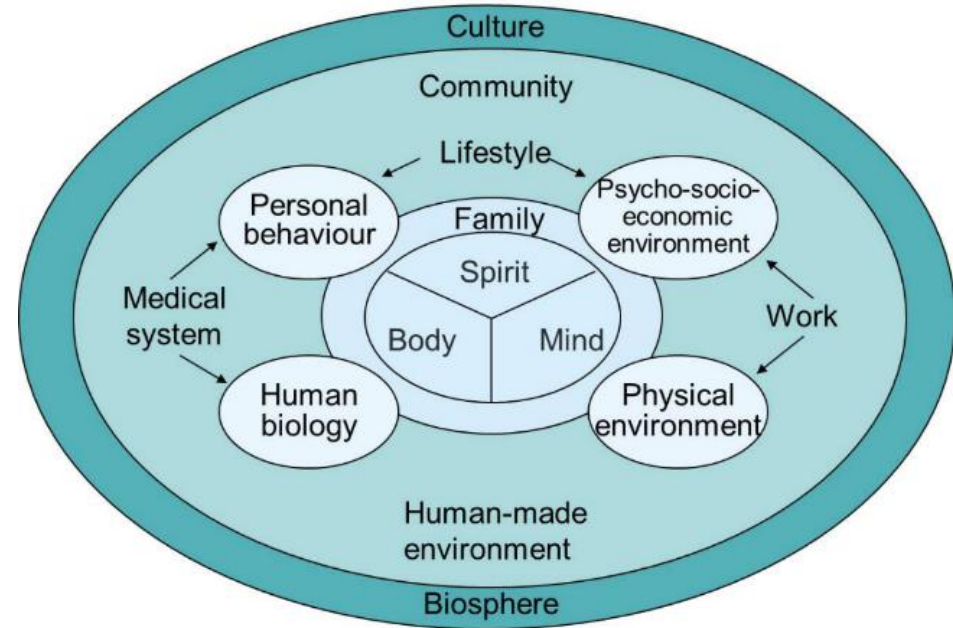 Culture
Community
Lifestyle
Personal
behaviour
Psycho-socio-
economic
environment
Family
Spirit
Medical
system
Body
Mind
Work
Human
biology
Physical
environment
Human-made
environment
Biosphere